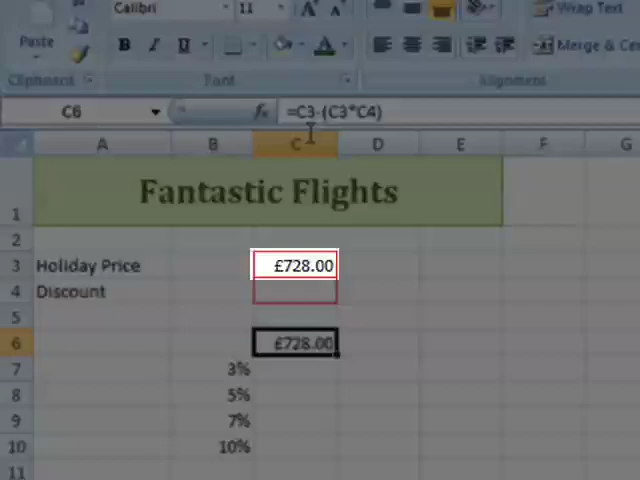 Calibri 11 A A Wrap Text
Paste B I U A Merge & Ce
Clipboard Font Alignment
C6 fx =C3-(C3*C4)
A B C D E F G
1 Fantastic Flights
2
3 Holiday Price £728.00
4 Discount
5
6 £728.00
7 3%
8 5%
9 7%
10 10%
11